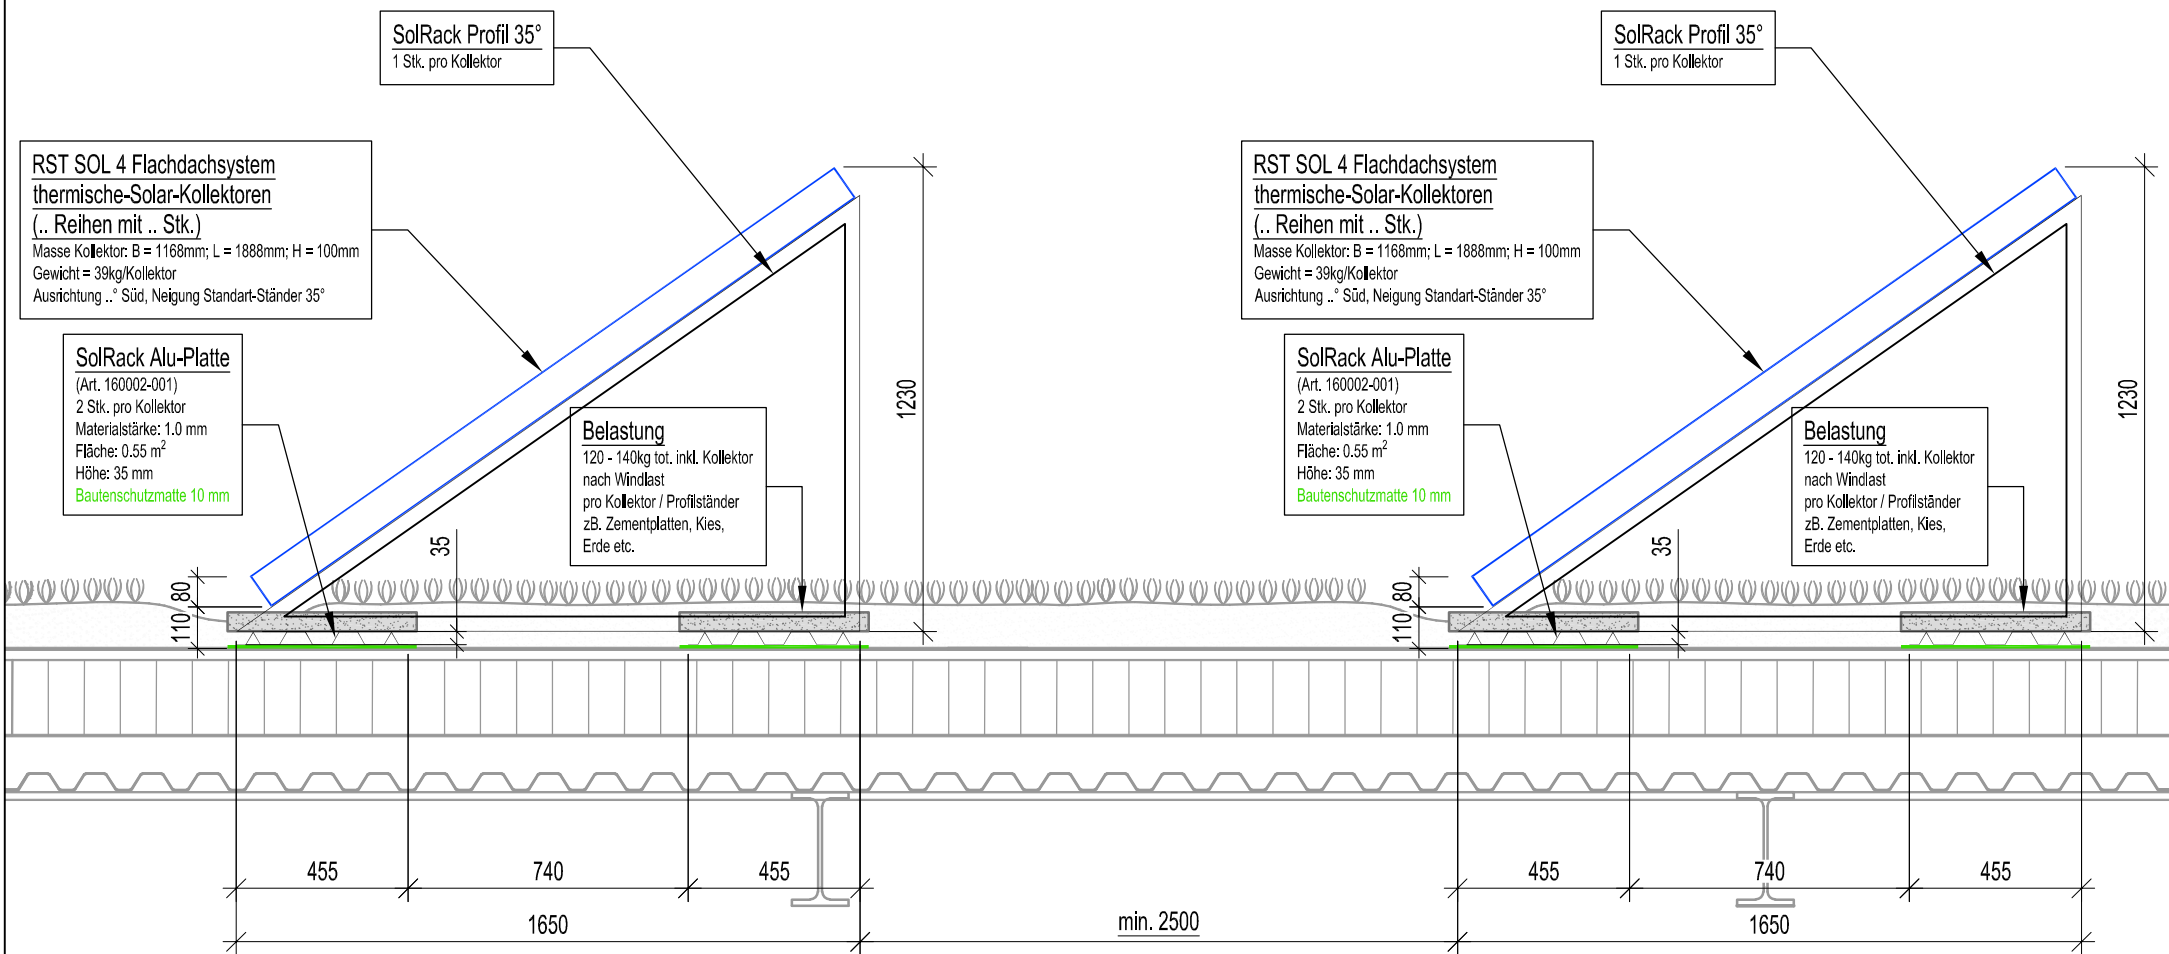 SolRack Profil 35°
1 Stk. pro Kollektor
RST SOL 4 Flachdachsystem
thermische-Solar-Kollektoren
(.. Reihen mit .. Stk.)
Masse Kollektor: B = 1168mm; L = 1888mm; H = 100mm
Gewicht = 39kg/Kollektor
Ausrichtung ..° Süd, Neigung Standart-Ständer 35°
SolRack Alu-Platte
(Art. 160002-001)
2 Stk. pro Kollektor
Materialstärke: 1.0 mm
Fläche: 0.55 m²
Höhe: 35 mm
Bautenschutzmatte 10 mm
Belastung
120 - 140kg tot. inkl. Kollektor
nach Windlast
pro Kollektor / Profilständer
zB. Zementplatten, Kies,
Erde etc.
1230
35
80
110
455
740
455
1650
min. 2500
SolRack Profil 35°
1 Stk. pro Kollektor
RST SOL 4 Flachdachsystem
thermische-Solar-Kollektoren
(.. Reihen mit .. Stk.)
Masse Kollektor: B = 1168mm; L = 1888mm; H = 100mm
Gewicht = 39kg/Kollektor
Ausrichtung ..° Süd, Neigung Standart-Ständer 35°
SolRack Alu-Platte
(Art. 160002-001)
2 Stk. pro Kollektor
Materialstärke: 1.0 mm
Fläche: 0.55 m²
Höhe: 35 mm
Bautenschutzmatte 10 mm
Belastung
120 - 140kg tot. inkl. Kollektor
nach Windlast
pro Kollektor / Profilständer
zB. Zementplatten, Kies,
Erde etc.
1230
35
80
110
455
740
455
1650